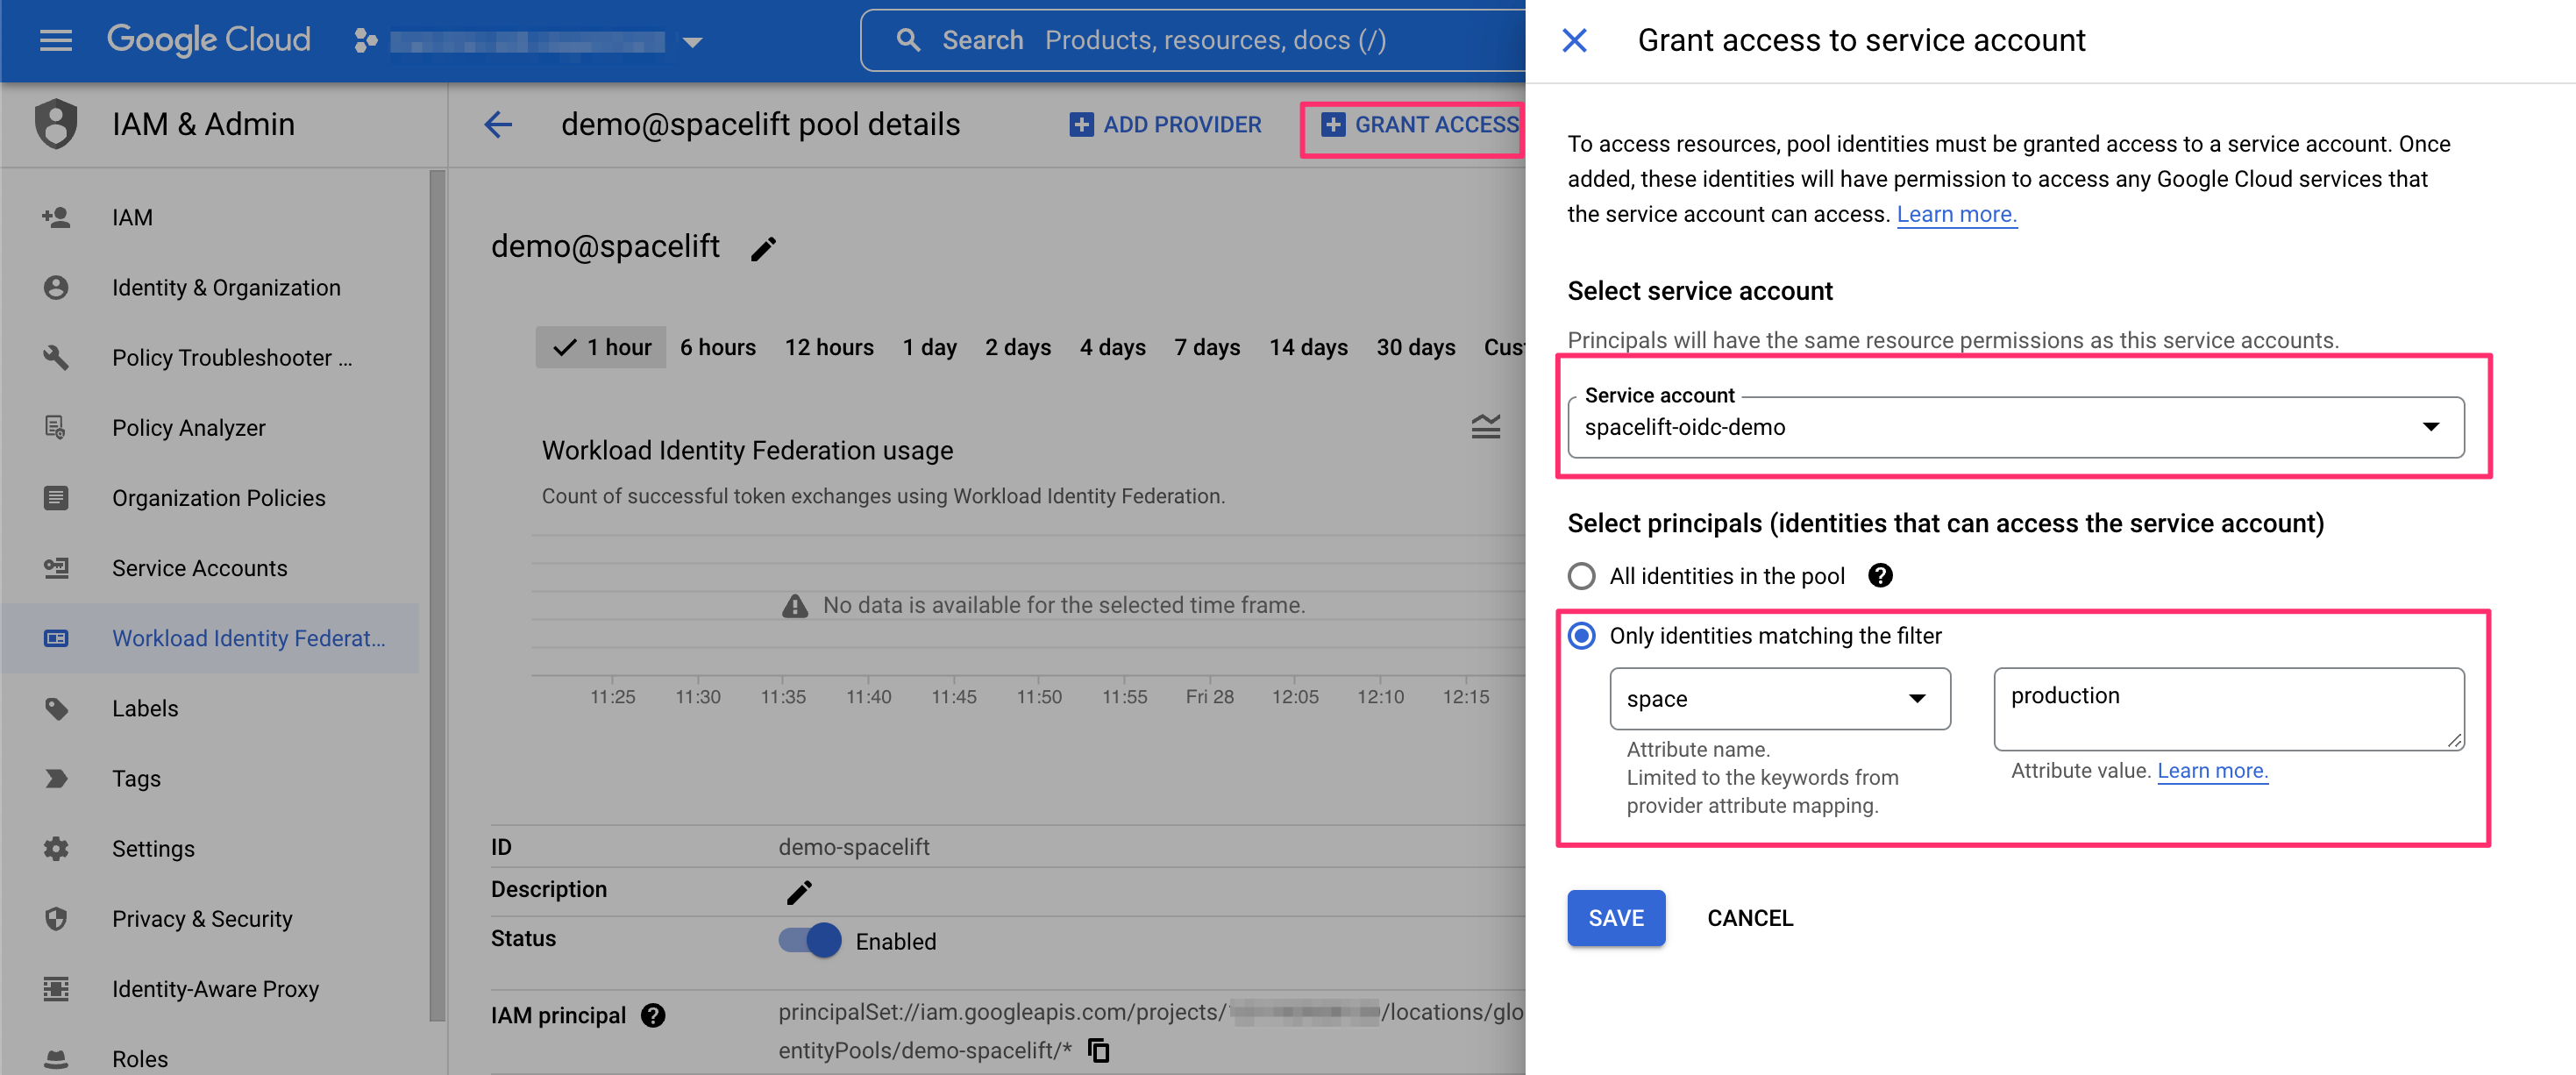 Google Cloud
Search Products, resources, docs (/)
IAM & Admin
IAM
Identity & Organization
Policy Troubleshooter ...
Policy Analyzer
Organization Policies
Service Accounts
Workload Identity Federat...
Labels
Tags
Settings
Privacy & Security
Identity-Aware Proxy
Roles
demo@spacelift pool details
ADD PROVIDER
GRANT ACCESS
demo@spacelift
1 hour 6 hours 12 hours 1 day 2 days 4 days 7 days 14 days 30 days Cus
Workload Identity Federation usage
Count of successful token exchanges using Workload Identity Federation.
No data is available for the selected time frame.
11:25 11:30 11:35 11:40 11:45 11:50 11:55 Fri 28 12:05 12:10 12:15
ID demo-spacelift
Description
Status Enabled
IAM principal principalSet://iam.googleapis.com/projects/ /locations/glo
entityPools/demo-spacelift/*
Grant access to service account
To access resources, pool identities must be granted access to a service account. Once
added, these identities will have permission to access any Google Cloud services that
the service account can access. Learn more.
Select service account
Principals will have the same resource permissions as this service accounts.
Service account
spacelift-oidc-demo
Select principals (identities that can access the service account)
All identities in the pool
Only identities matching the filter
space
production
Attribute name.
Limited to the keywords from
provider attribute mapping.
Attribute value. Learn more.
SAVE
CANCEL